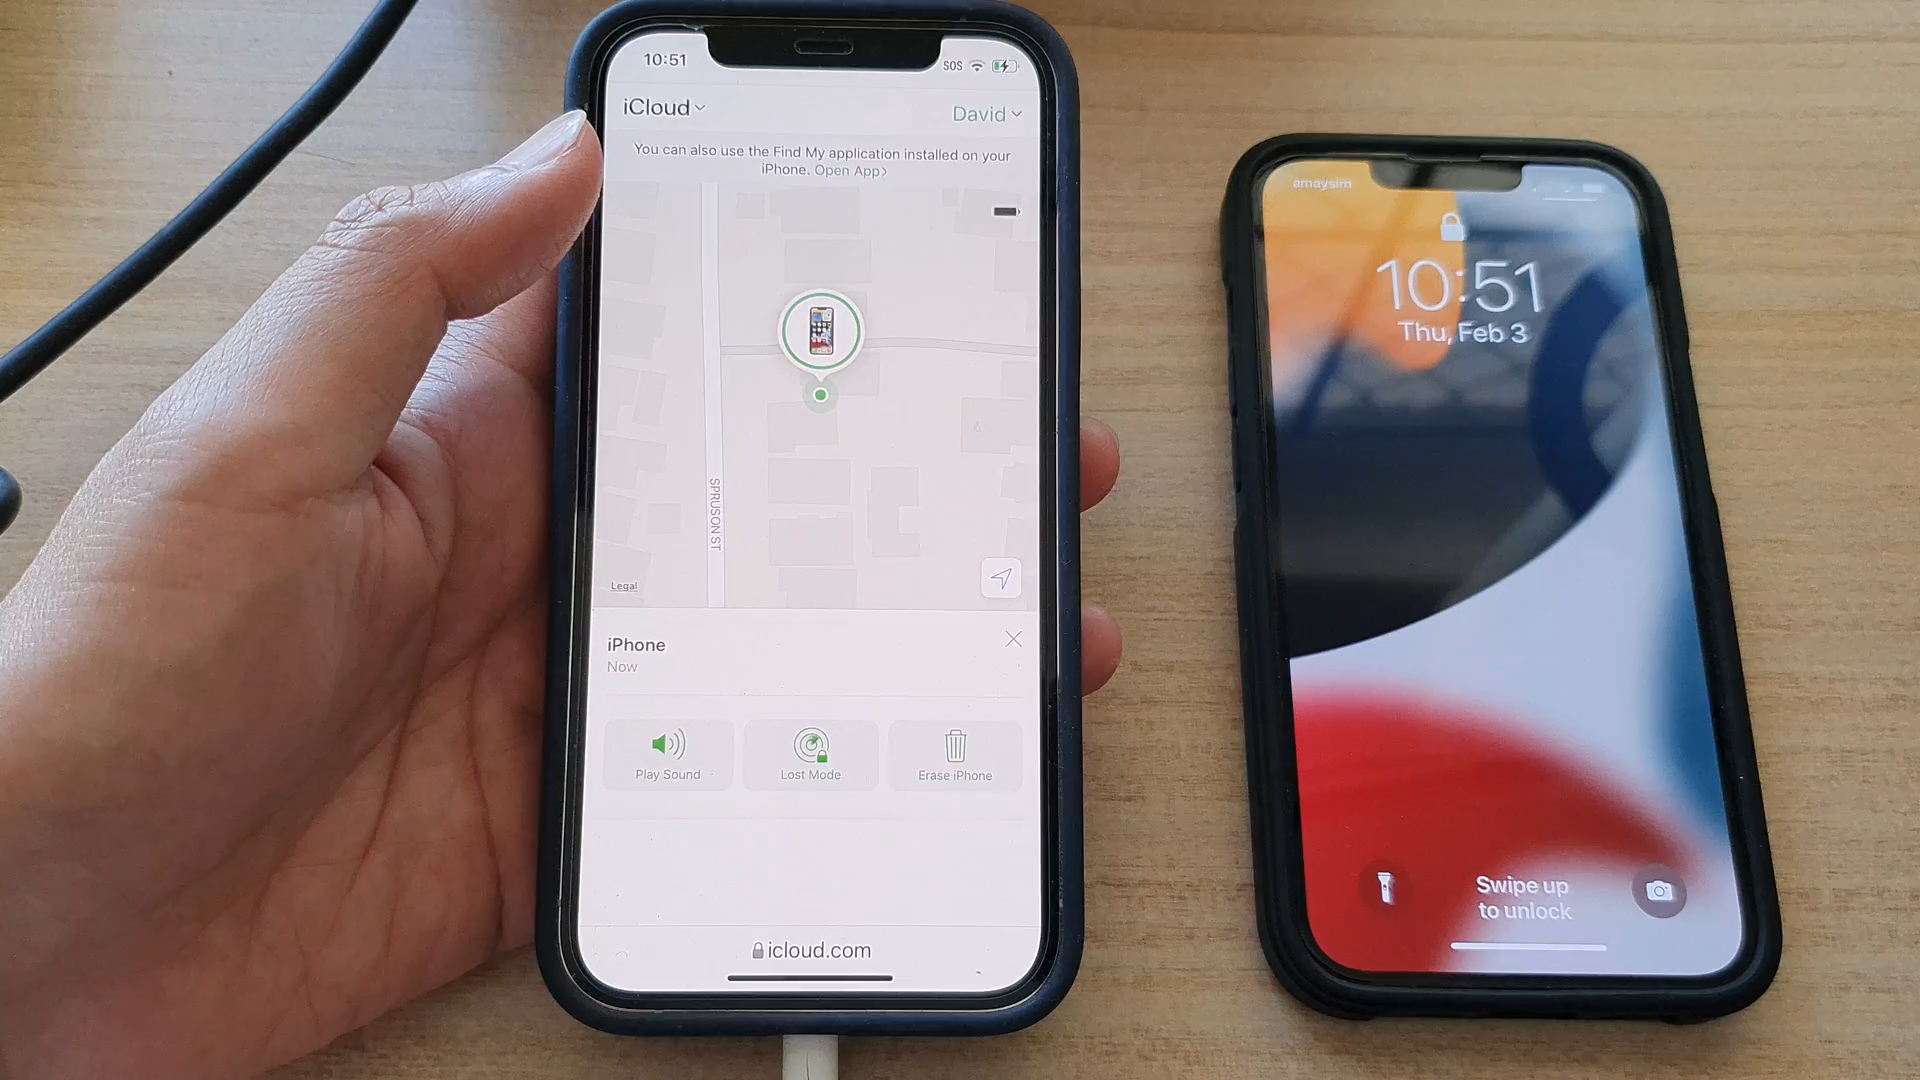 10:51
SOS
iCloud
David
You can also use the Find My application installed on your
iPhone. Open App>
SPRUSON ST
Legal
iPhone
Now
Play Sound
Lost Mode
Erase iPhone
icloud.com
amaysim
10:51
Thu, Feb 3
Swipe up
to unlock